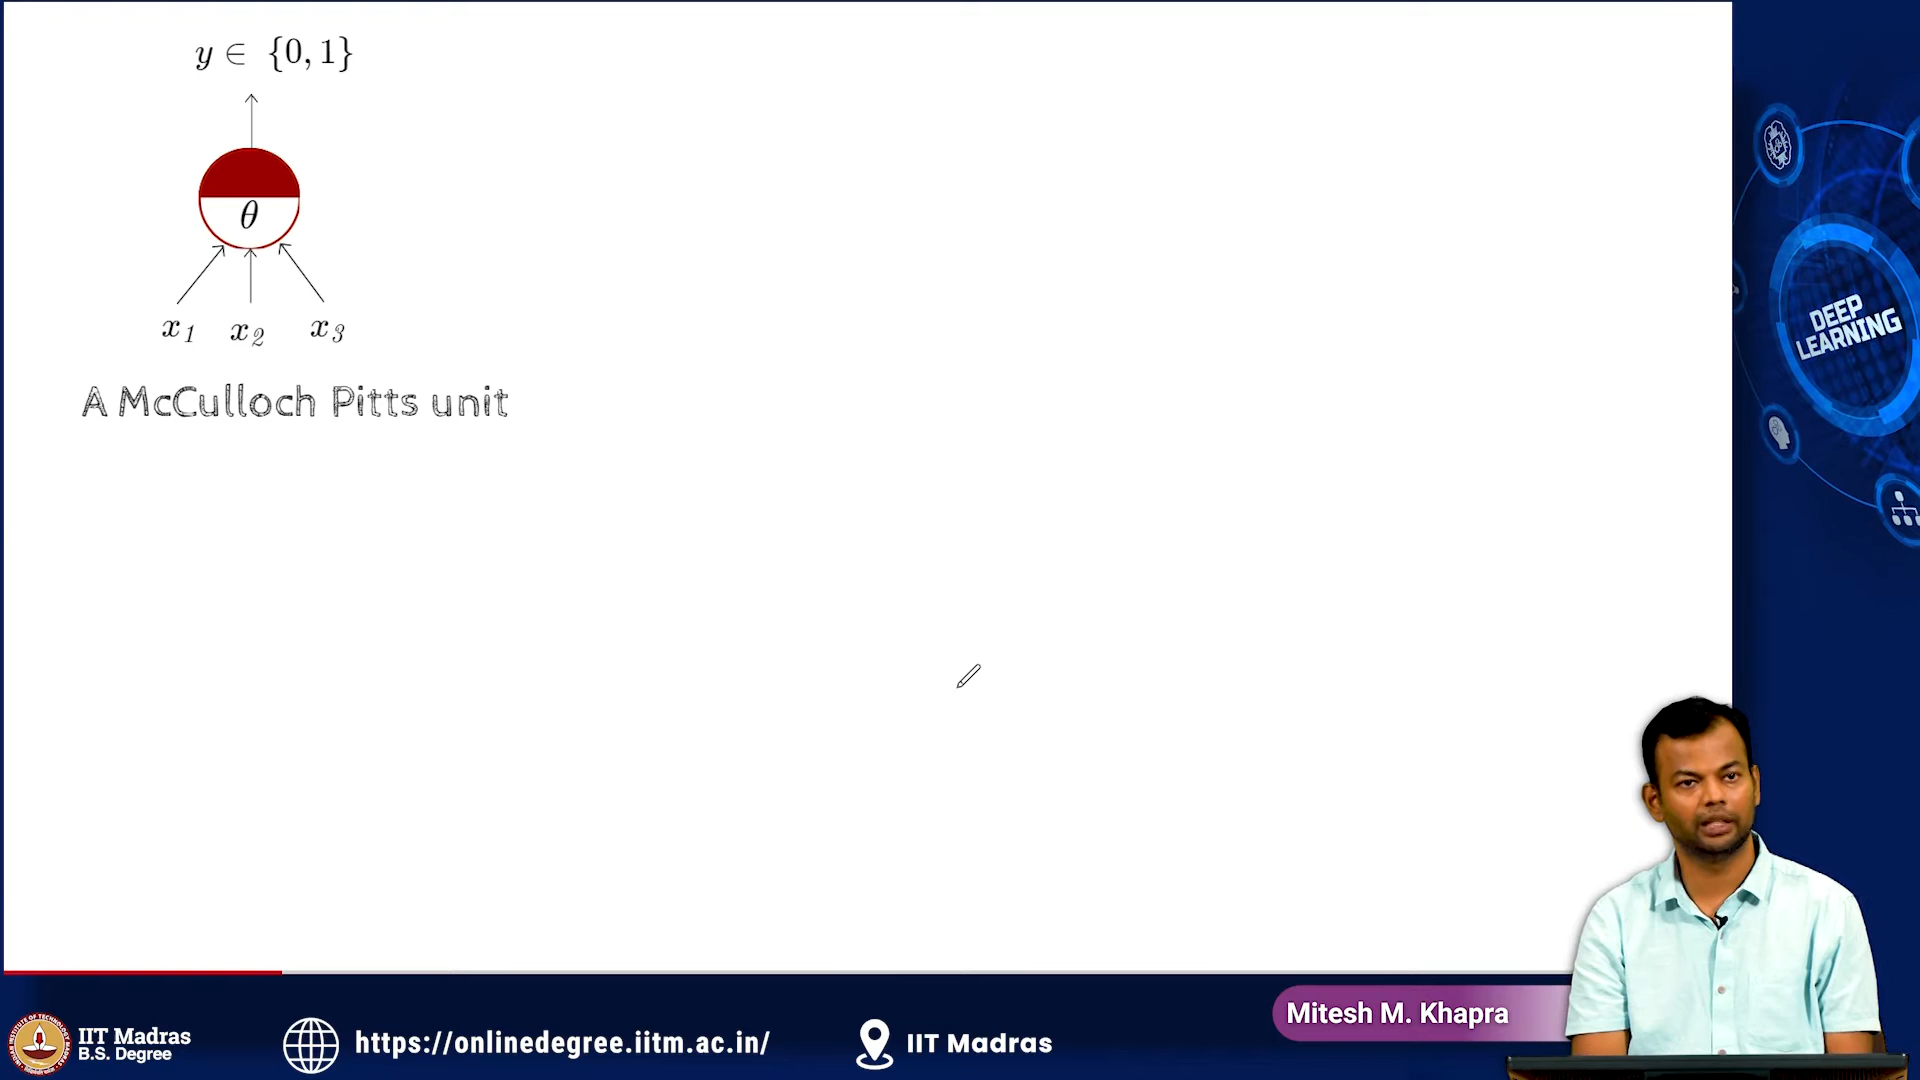 y ∈ {0, 1}
θ
x1 x2 x3
A McCulloch Pitts unit
DEEP
LEARNING
Mitesh M. Khapra
IIT Madras
B.S. Degree
https://onlinedegree.iitm.ac.in/
IIT Madras